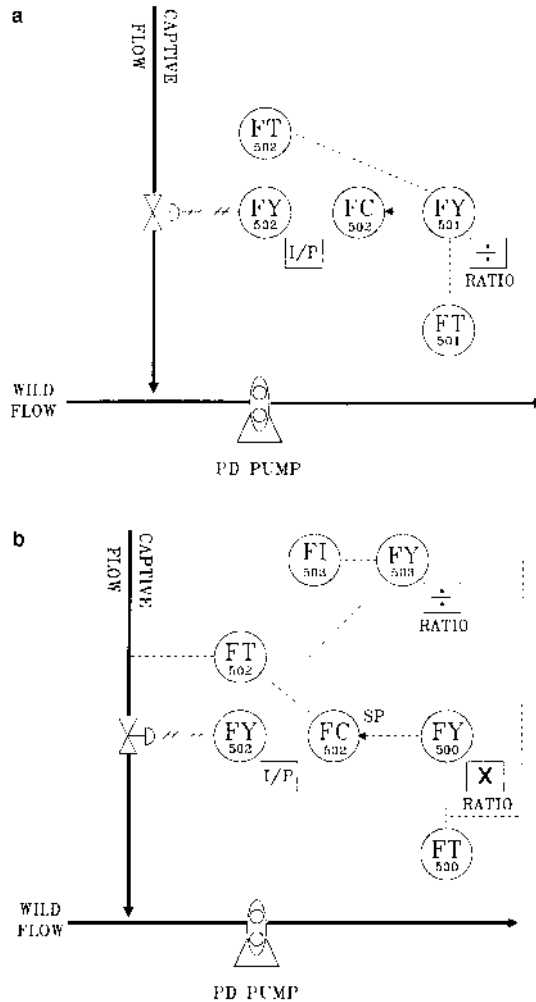 a
CAPTIVE
FLOW
FT
502
FY
502
I/P
FC
502
FY
501
÷
RATIO
FT
501
WILD
FLOW
PD PUMP
b
CAPTIVE
FLOW
FI
503
FY
503
÷
RATIO
FT
502
FY
502
I/P
FC
502
SP
FY
500
X
RATIO
FT
500
WILD
FLOW
PD PUMP